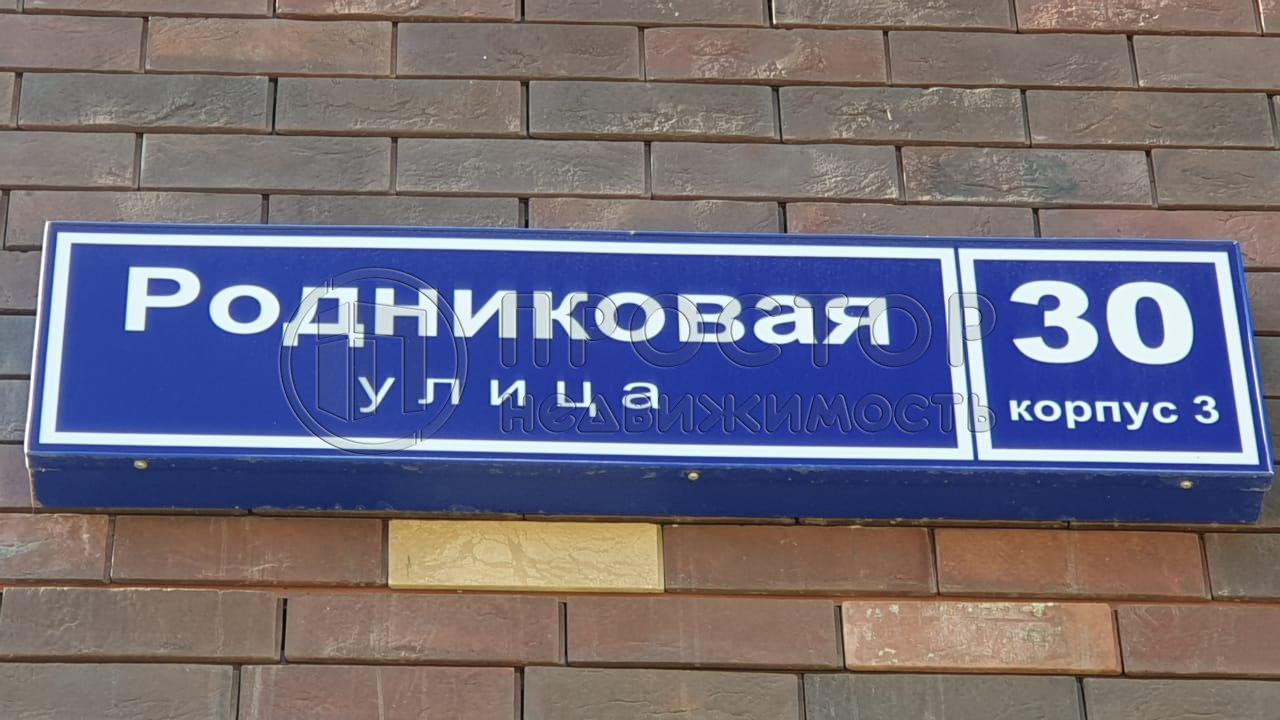 Родниковая
улица
30
корпус 3
ПРОСТОР
НЕДВИЖИМОСТЬ